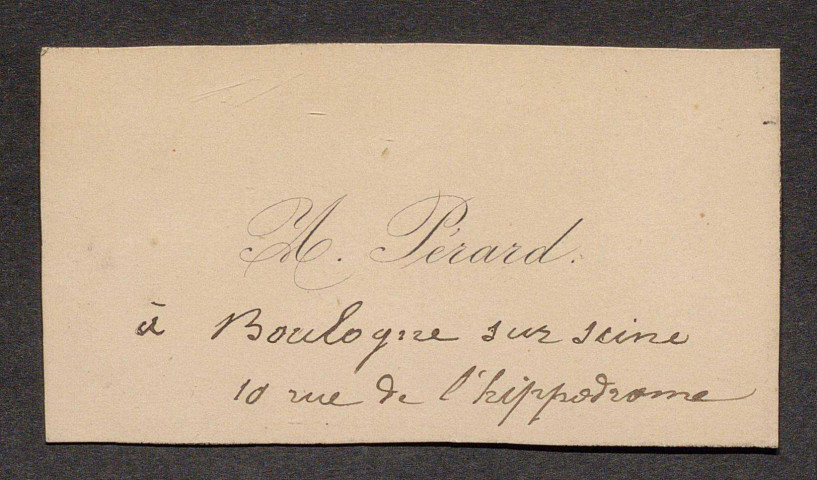 A. Pérard.
à Boulogne sur seine
10 rue de l'hippodrome